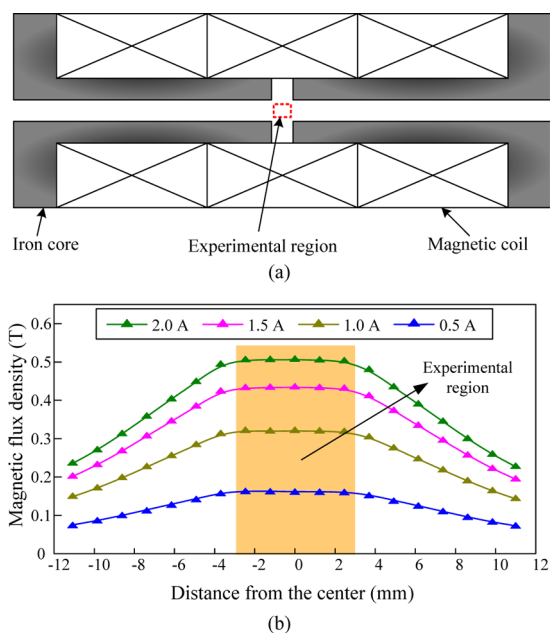 Iron core
Experimental region
Magnetic coil
(a)
2.0 A
1.5 A
1.0 A
0.5 A
Magnetic flux density (T)
0.6
0.5
0.4
0.3
0.2
0.1
0
Experimental
region
-12 -10 -8 -6 -4 -2 0 2 4 6 8 10 12
Distance from the center (mm)
(b)